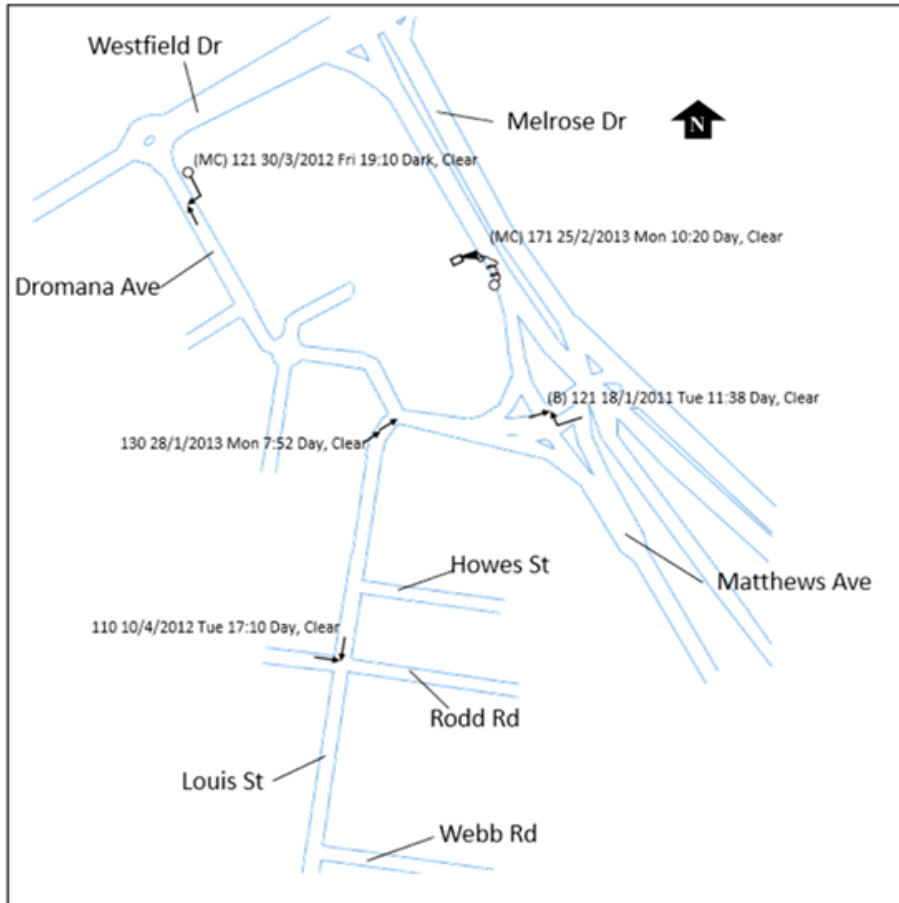 Westfield Dr
Melrose Dr
N
(MC) 121 30/3/2012 Fri 19:10 Dark, Clear
(MC) 171 25/2/2013 Mon 10:20 Day, Clear
Dromana Ave
(B) 121 18/1/2011 Tue 11:38 Day, Clear
130 28/1/2013 Mon 7:52 Day, Clear
Howes St
Matthews Ave
110 10/4/2012 Tue 17:10 Day, Clear
Rodd Rd
Louis St
Webb Rd